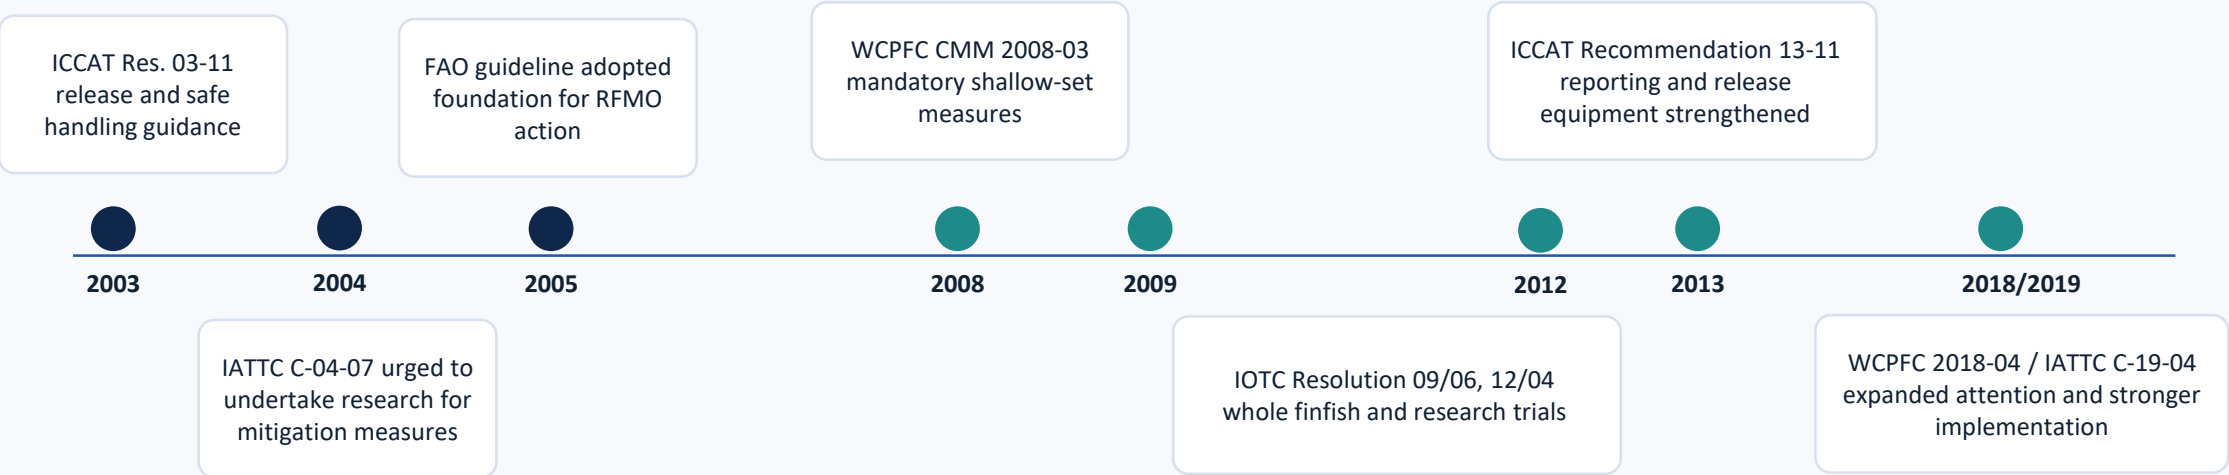 ICCAT Res. 03-11
release and safe
handling guidance
FAO guideline adopted
foundation for RFMO
action
WCPFC CMM 2008-03
mandatory shallow-set
measures
ICCAT Recommendation 13-11
reporting and release
equipment strengthened
2003
2004
2005
2008
2009
2012
2013
2018/2019
IATTC C-04-07 urged to
undertake research for
mitigation measures
IOTC Resolution 09/06, 12/04
whole finfish and research trials
WCPFC 2018-04 / IATTC C-19-04
expanded attention and stronger
implementation